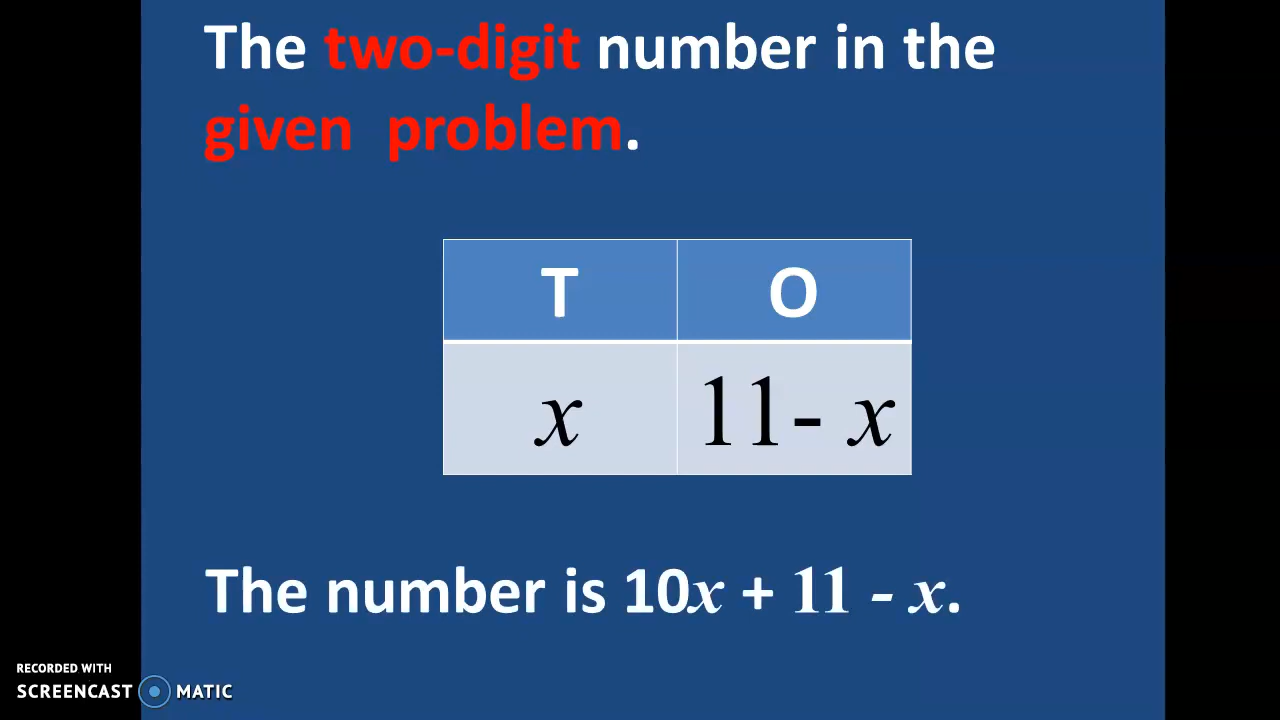 The two-digit number in the
given problem.
T O
x 11- x
The number is 10x + 11 - x.
RECORDED WITH
SCREENCAST MATIC